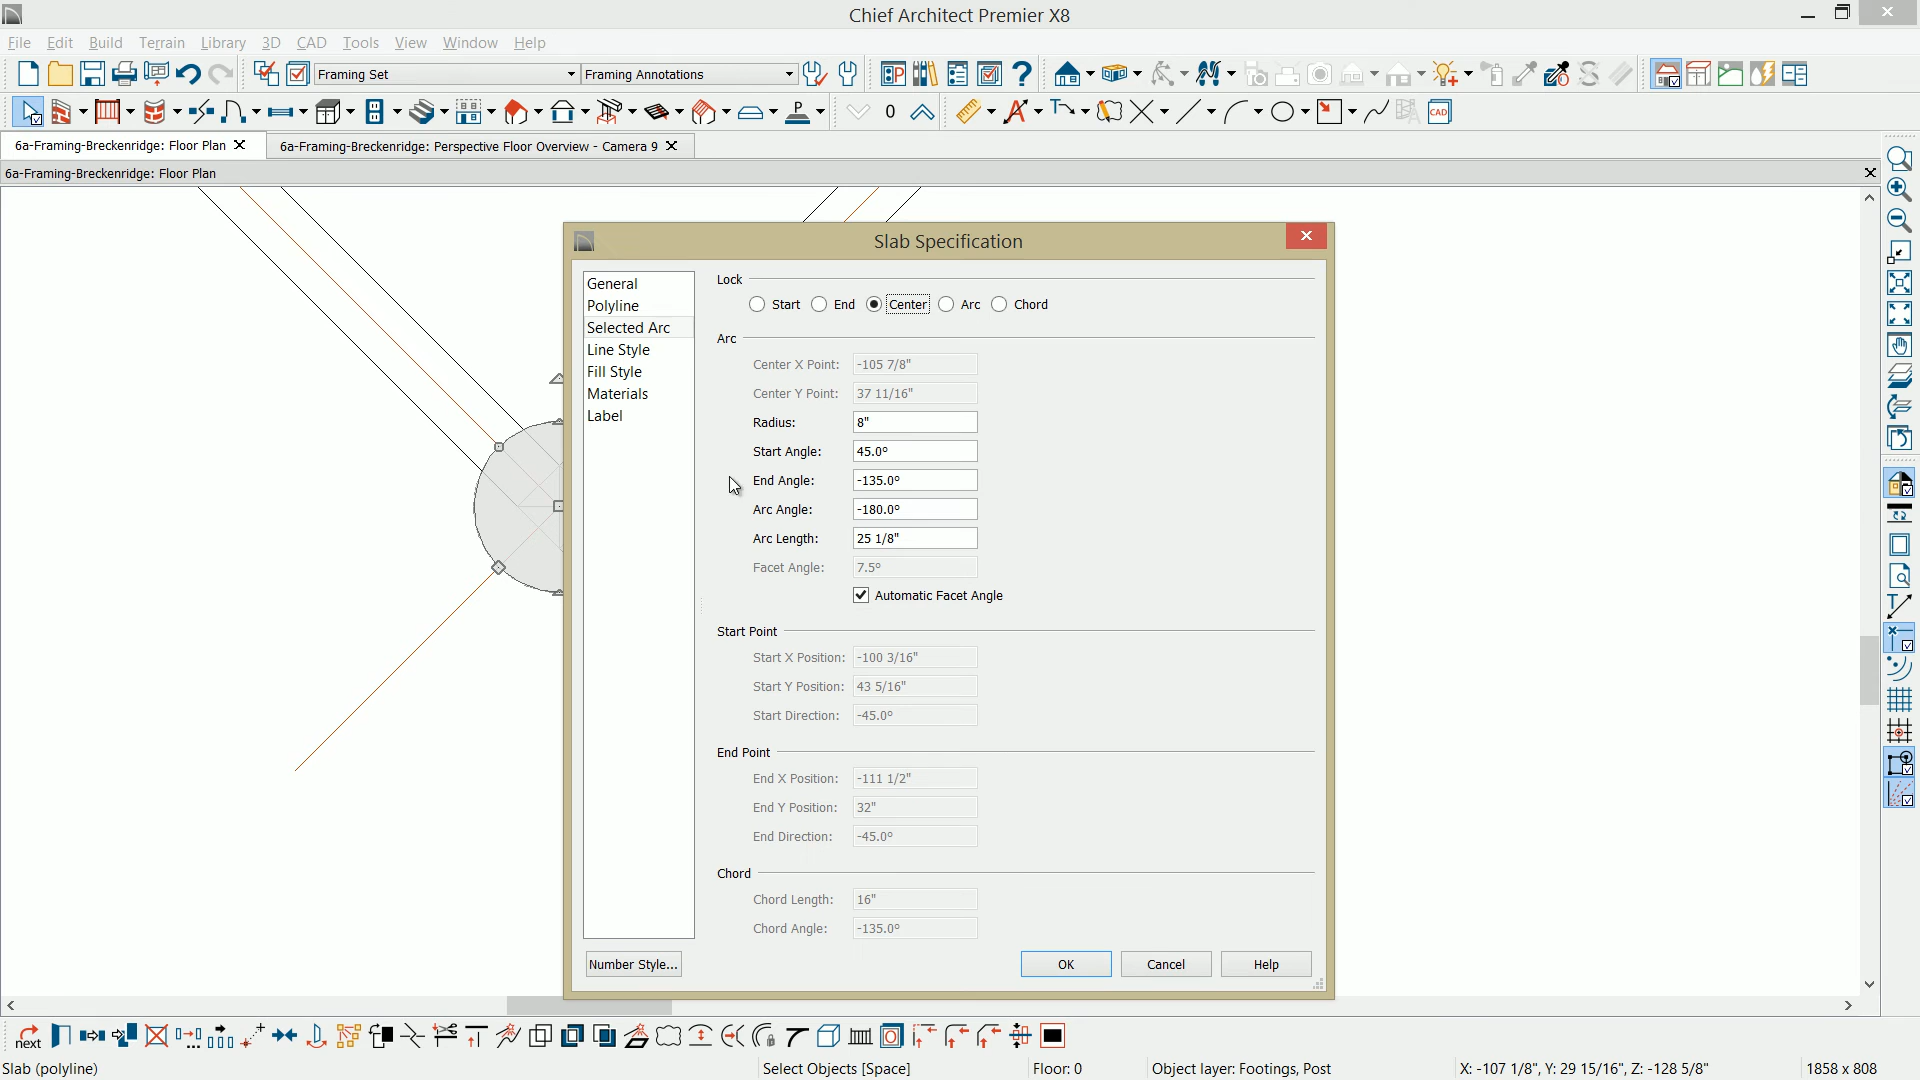 Chief Architect Premier X8
File Edit Build Terrain Library 3D CAD Tools View Window Help
Framing Set Framing Annotations
0
CAD
6a-Framing-Breckenridge: Floor Plan 6a-Framing-Breckenridge: Perspective Floor Overview - Camera 9
6a-Framing-Breckenridge: Floor Plan
Slab Specification
General
Polyline
Selected Arc
Line Style
Fill Style
Materials
Label
Lock
Start End Center Arc Chord
Arc
Center X Point: -105 7/8"
Center Y Point: 37 11/16"
Radius: 8"
Start Angle: 45.0°
End Angle: -135.0°
Arc Angle: -180.0°
Arc Length: 25 1/8"
Facet Angle: 7.5°
Automatic Facet Angle
Start Point
Start X Position: -100 3/16"
Start Y Position: 43 5/16"
Start Direction: -45.0°
End Point
End X Position: -111 1/2"
End Y Position: 32"
End Direction: -45.0°
Chord
Chord Length: 16"
Chord Angle: -135.0°
Number Style... OK Cancel Help
next
Slab (polyline) Select Objects [Space] Floor: 0 Object layer: Footings, Post X: -107 1/8", Y: 29 15/16", Z: -128 5/8" 1858 x 808